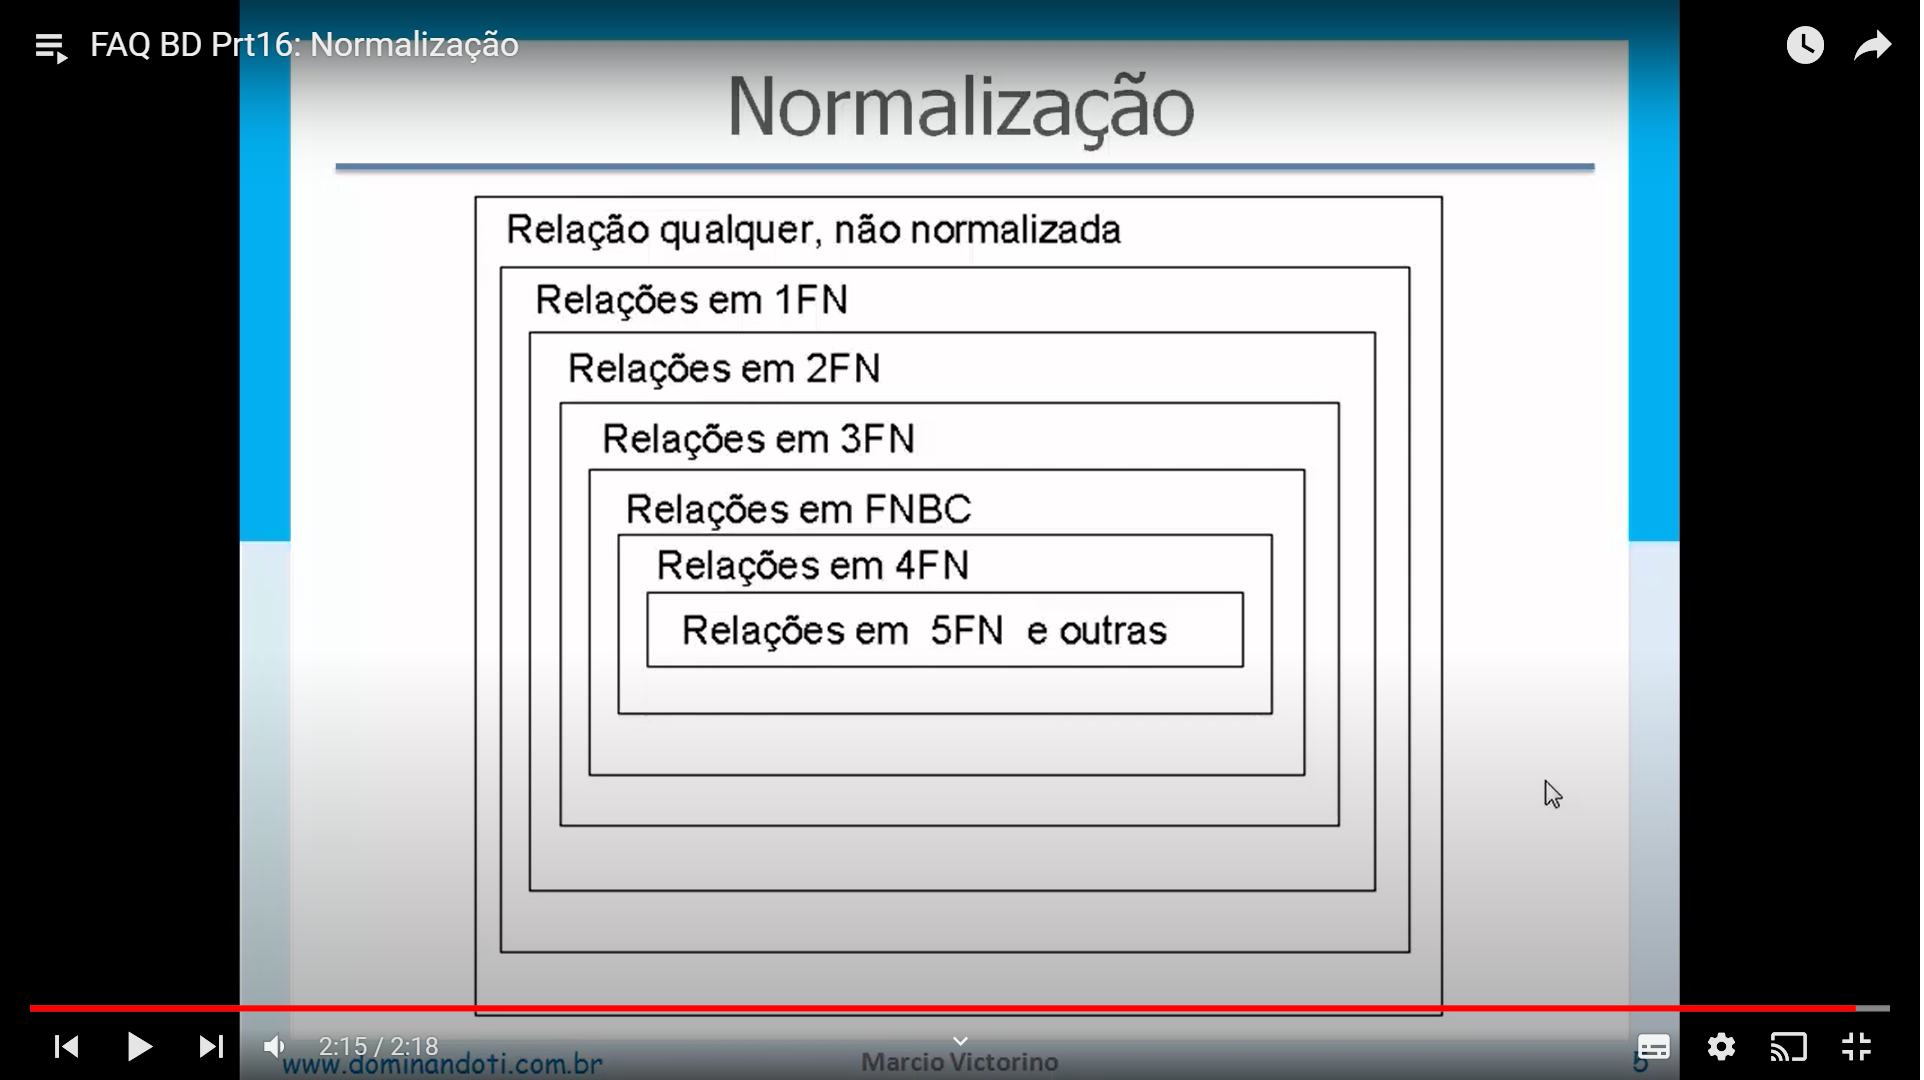 FAQ BD Prt16: Normalização
Normalização
Relação qualquer, não normalizada
Relações em 1FN
Relações em 2FN
Relações em 3FN
Relações em FNBC
Relações em 4FN
Relações em 5FN e outras
2:15 / 2:18
www.dominandoti.com.br
Marcio Victorino
5